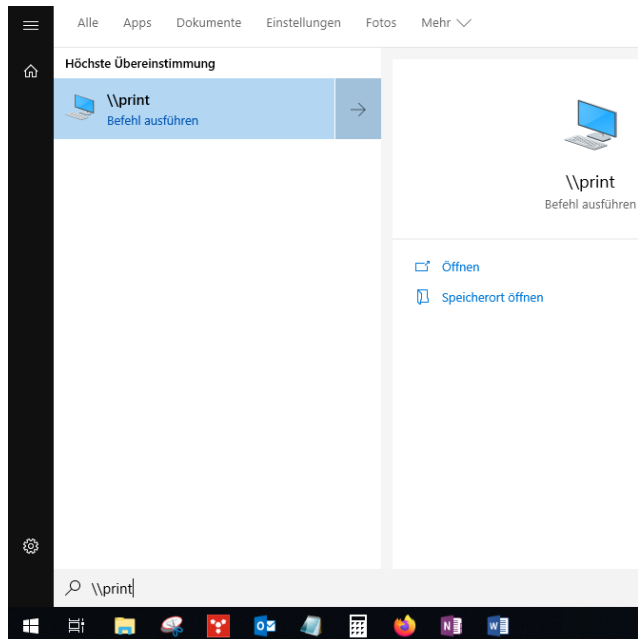 Alle Apps Dokumente Einstellungen Fotos Mehr
Höchste Übereinstimmung
\\print
Befehl ausführen
\\print
Befehl ausführen
Öffnen
Speicherort öffnen
\\print